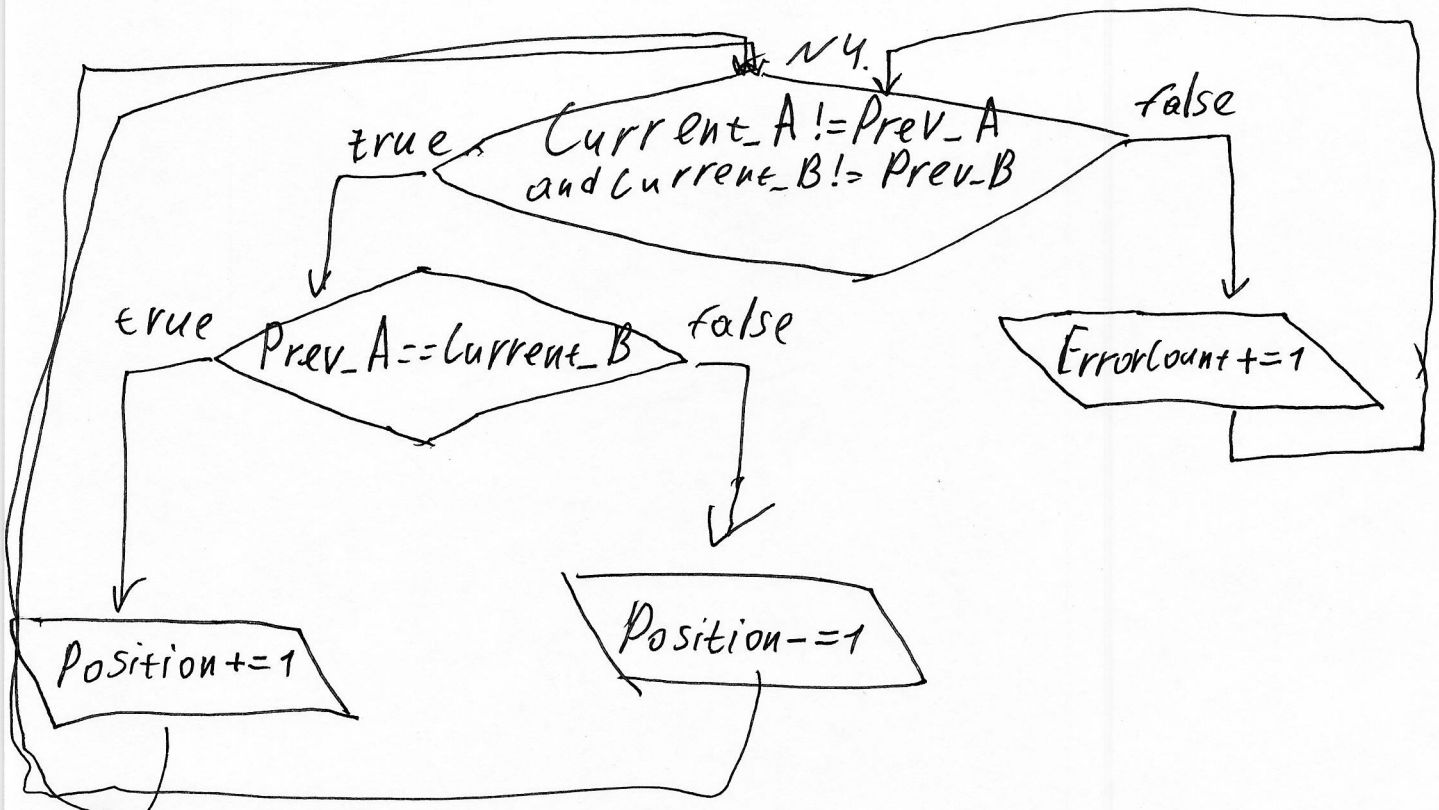 N4.
Current_A!=Prev_A
and Current_B!= Prev_B
true
false
true
Prev_A==Current_B
false
ErrorCount+=1
Position+=1
Position-=1